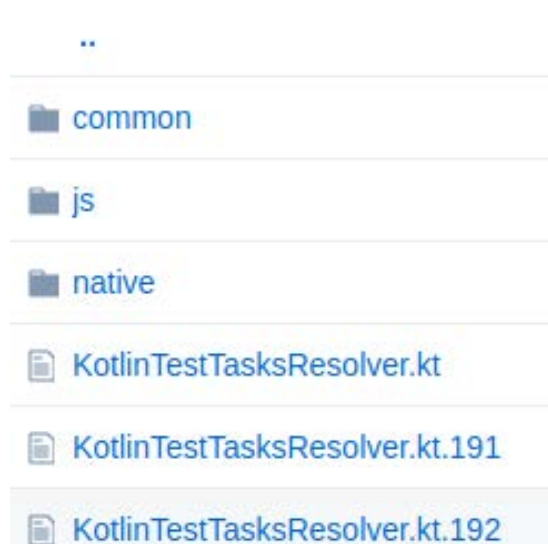 ..
common
js
native
KotlinTestTasksResolver.kt
KotlinTestTasksResolver.kt.191
KotlinTestTasksResolver.kt.192